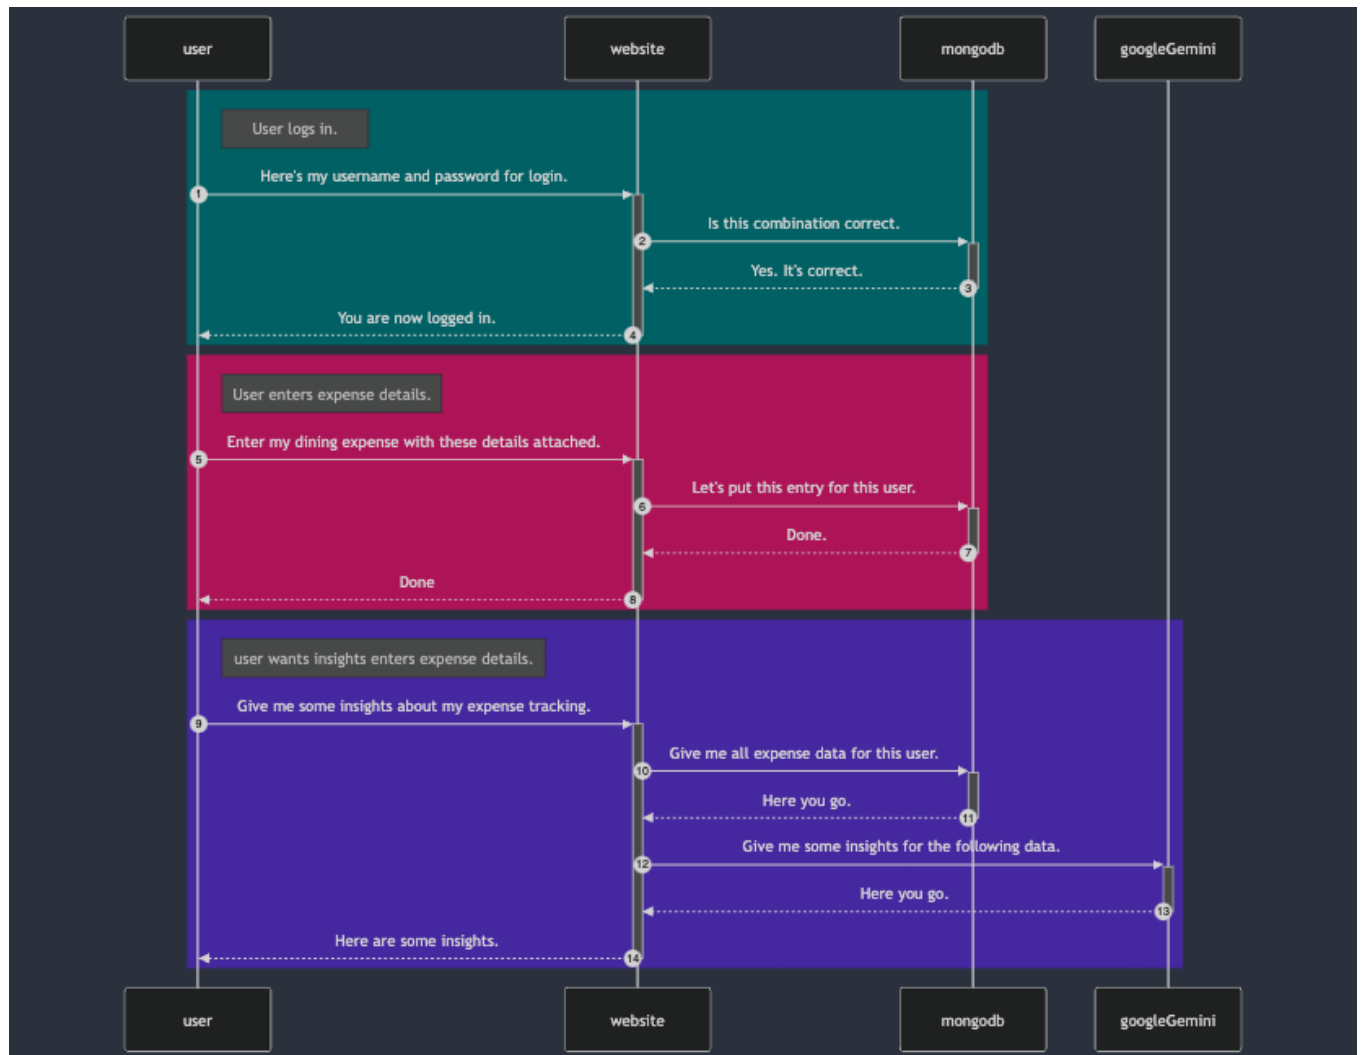 user
website
mongodb
googleGemini
User logs in.
Here's my username and password for login.
1
Is this combination correct.
2
Yes. It's correct.
3
You are now logged in.
4
User enters expense details.
Enter my dining expense with these details attached.
5
Let's put this entry for this user.
6
Done.
7
Done
8
user wants insights enters expense details.
Give me some insights about my expense tracking.
9
Give me all expense data for this user.
10
Here you go.
11
Give me some insights for the following data.
12
Here you go.
13
Here are some insights.
14
user
website
mongodb
googleGemini